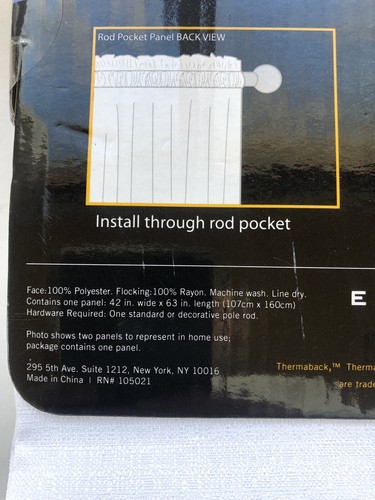 Rod Pocket Panel BACK VIEW
Install through rod pocket
Face:100% Polyester. Flocking:100% Rayon. Machine wash. Line dry.
Contains one panel: 42 in. wide x 63 in. length (107cm x 160cm)
Hardware Required: One standard or decorative pole rod.
E
Photo shows two panels to represent in home use;
package contains one panel.
295 5th Ave. Suite 1212, New York, NY 10016
Made in China | RN# 105021
Thermaback,™ Therma
are trade